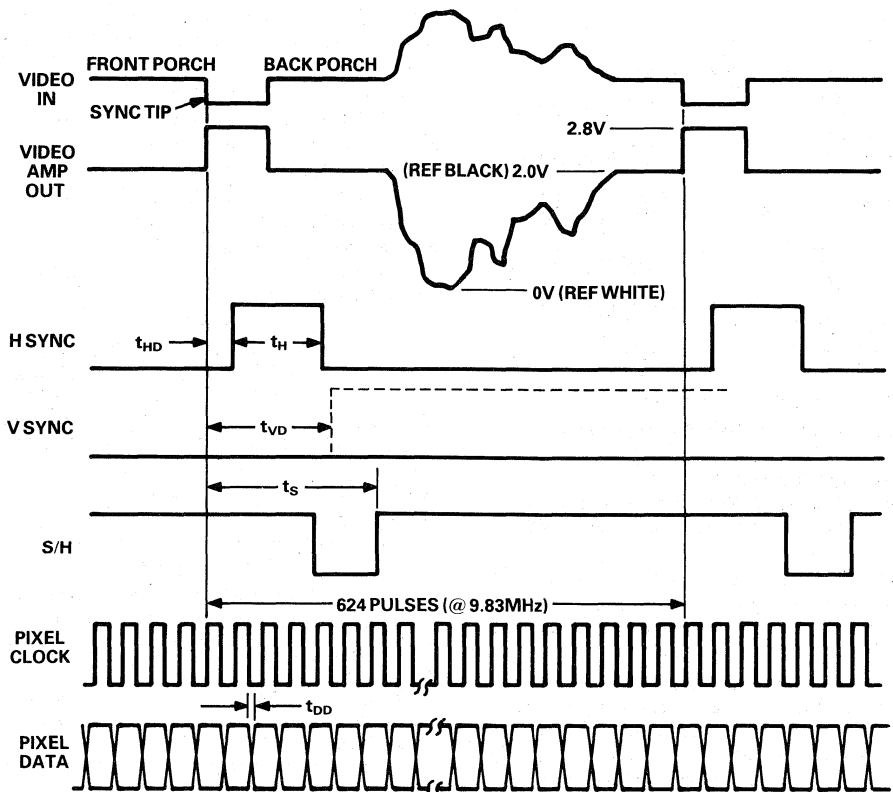 FRONT PORCH
BACK PORCH
VIDEO
IN
SYNC TIP
2.8V
VIDEO
AMP
OUT
(REF BLACK) 2.0V
0V (REF WHITE)
H SYNC
tHD
tH
V SYNC
tVD
tS
S/H
624 PULSES (@ 9.83MHz)
PIXEL
CLOCK
tDD
PIXEL
DATA